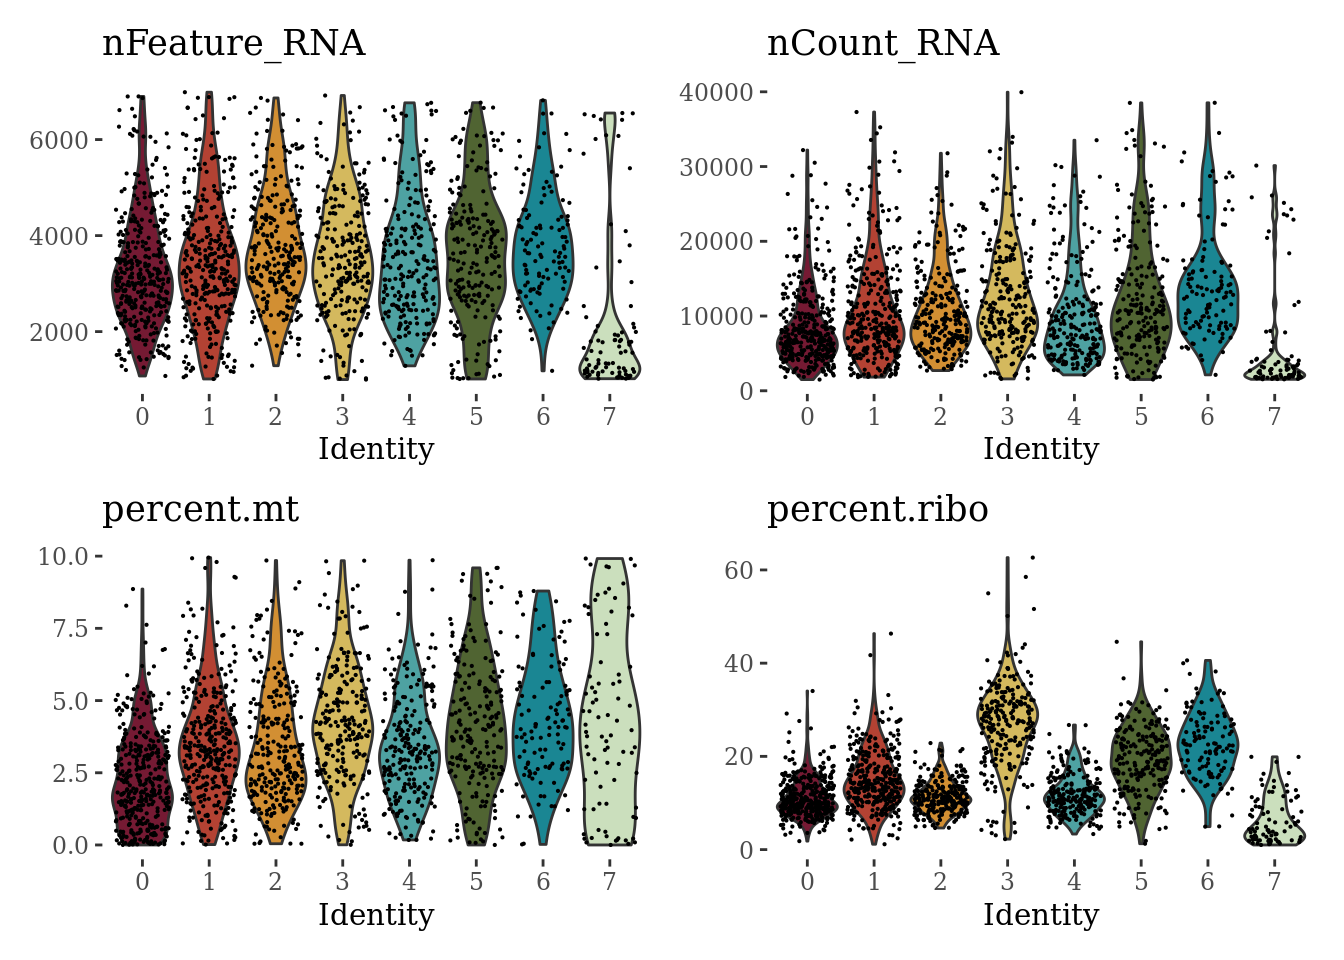 nFeature_RNA
6000
4000
2000
0 1 2 3 4 5 6 7
Identity
nCount_RNA
40000
30000
20000
10000
0
0 1 2 3 4 5 6 7
Identity
percent.mt
10.0
7.5
5.0
2.5
0.0
0 1 2 3 4 5 6 7
Identity
percent.ribo
60
40
20
0
0 1 2 3 4 5 6 7
Identity